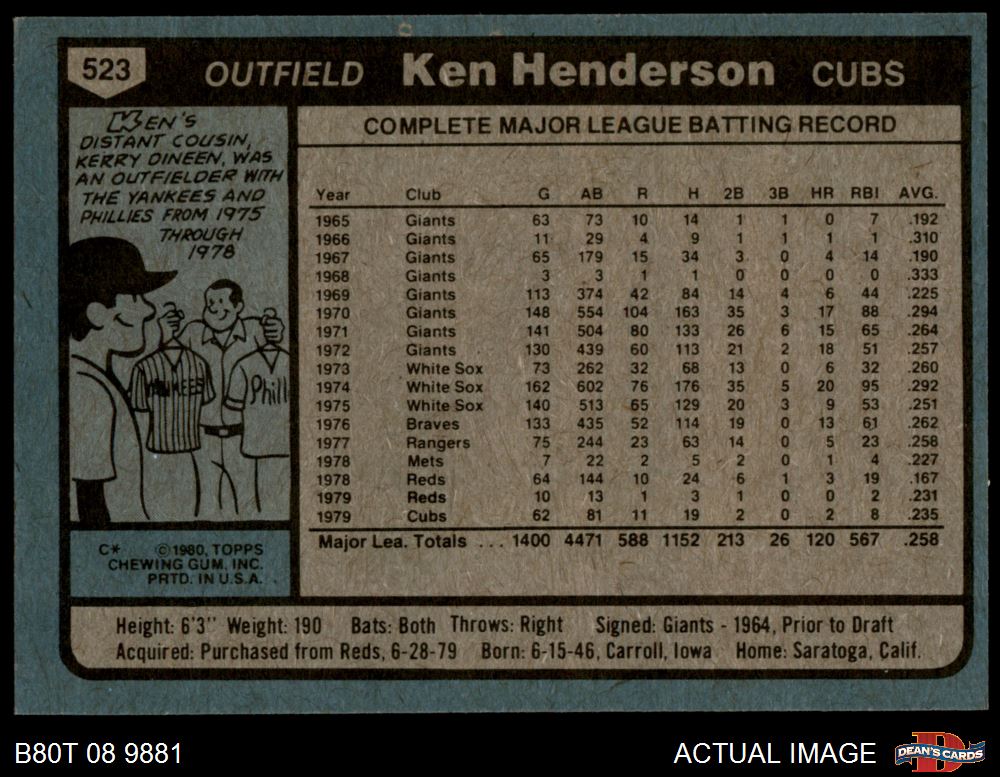 523 OUTFIELD Ken Henderson CUBS
KEN'S
DISTANT COUSIN,
KERRY DINEEN, WAS
AN OUTFIELDER WITH
THE YANKEES AND
PHILLIES FROM 1975
THROUGH
1978
YANKEES
Phill
C* ©1980, TOPPS
CHEWING GUM, INC.
PRTD. IN U.S.A.
COMPLETE MAJOR LEAGUE BATTING RECORD
Year Club G AB R H 2B 3B HR RBI AVG.
1965 Giants 63 73 10 14 1 1 0 7 .192
1966 Giants 11 29 4 9 1 1 1 1 .310
1967 Giants 65 179 15 34 3 0 4 14 .190
1968 Giants 3 3 1 1 0 0 0 0 .333
1969 Giants 113 374 42 84 14 4 6 44 .225
1970 Giants 148 554 104 163 35 3 17 88 .294
1971 Giants 141 504 80 133 26 6 15 65 .264
1972 Giants 130 439 60 113 21 2 18 51 .257
1973 White Sox 73 262 32 68 13 0 6 32 .260
1974 White Sox 162 602 76 176 35 5 20 95 .292
1975 White Sox 140 513 65 129 20 3 9 53 .251
1976 Braves 133 435 52 114 19 0 13 61 .262
1977 Rangers 75 244 23 63 14 0 5 23 .258
1978 Mets 7 22 2 5 2 0 1 4 .227
1978 Reds 64 144 10 24 6 1 3 19 .167
1979 Reds 10 13 1 3 1 0 0 2 .231
1979 Cubs 62 81 11 19 2 0 2 8 .235
Major Lea. Totals ... 1400 4471 588 1152 213 26 120 567 .258
Height: 6'3" Weight: 190 Bats: Both Throws: Right Signed: Giants - 1964, Prior to Draft
Acquired: Purchased from Reds, 6-28-79 Born: 6-15-46, Carroll, Iowa Home: Saratoga, Calif.
B80T 08 9881 ACTUAL IMAGE D DEAN'S CARDS